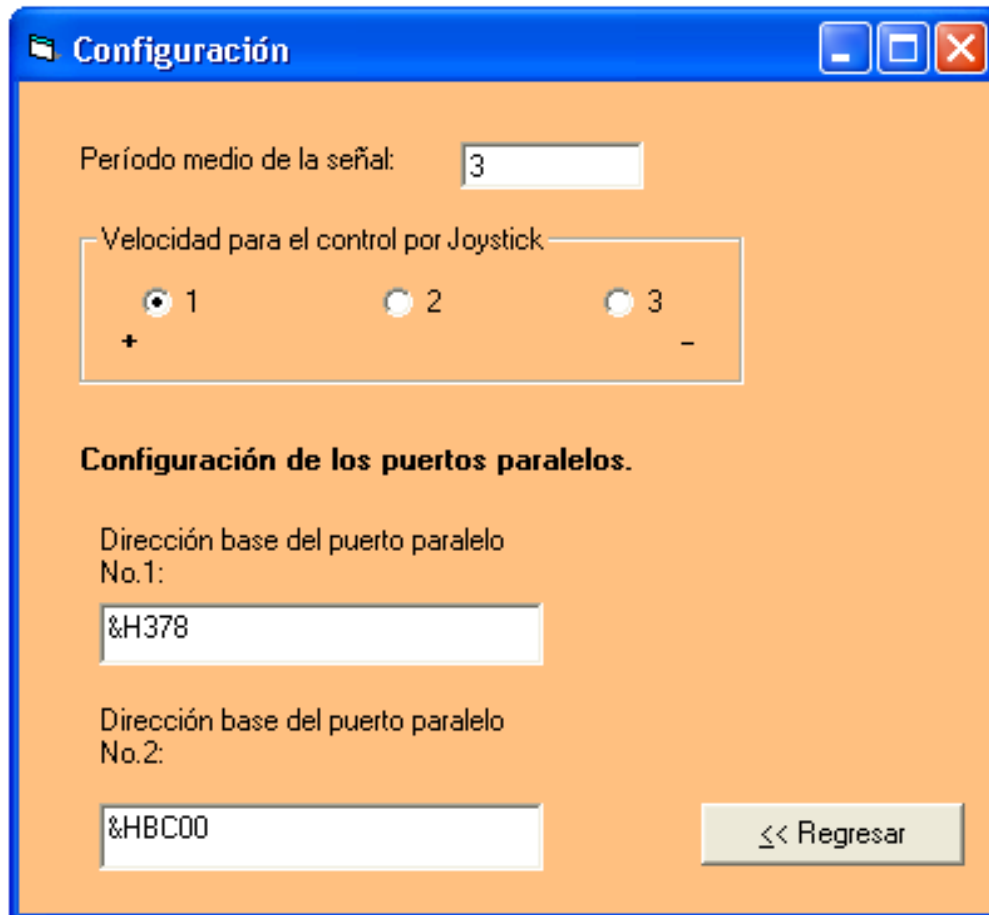 Configuración
Período medio de la señal: 3
Velocidad para el control por Joystick
1 2 3
+ -
Configuración de los puertos paralelos.
Dirección base del puerto paralelo
No.1:
&H378
Dirección base del puerto paralelo
No.2:
&HBC00
<< Regresar